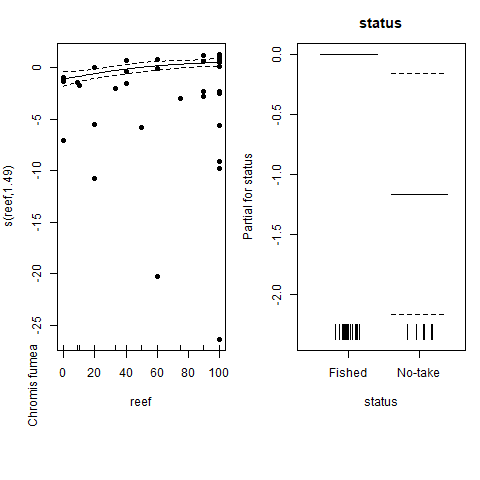 Chromis fumea
s(reef,1.49)
0
-5
-10
-15
-20
-25
0 20 40 60 80 100
reef
status
Partial for status
0.0
-0.5
-1.0
-1.5
-2.0
Fished No-take
status